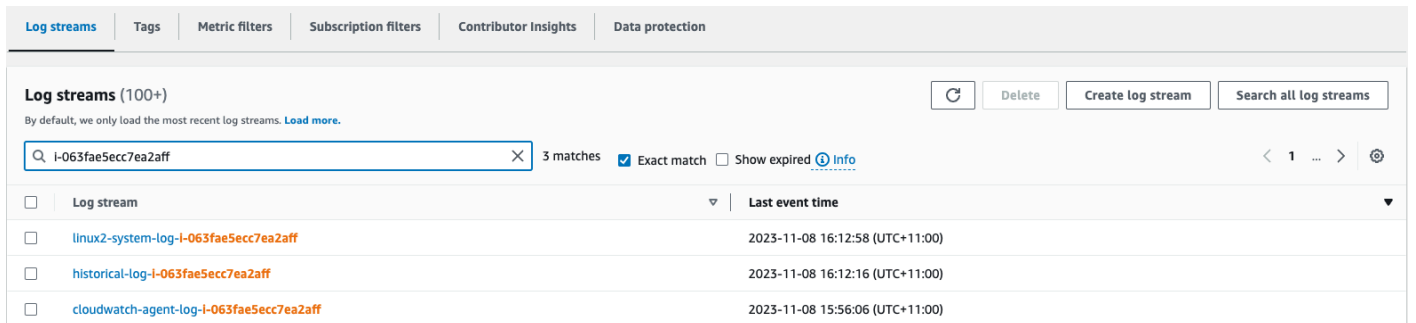 Log streams Tags Metric filters Subscription filters Contributor Insights Data protection
Log streams (100+) Delete Create log stream Search all log streams
By default, we only load the most recent log streams. Load more.
i-063fae5ecc7ea2aff 3 matches Exact match Show expired Info 1 ...
Log stream Last event time
linux2-system-log-i-063fae5ecc7ea2aff 2023-11-08 16:12:58 (UTC+11:00)
historical-log-i-063fae5ecc7ea2aff 2023-11-08 16:12:16 (UTC+11:00)
cloudwatch-agent-log-i-063fae5ecc7ea2aff 2023-11-08 15:56:06 (UTC+11:00)